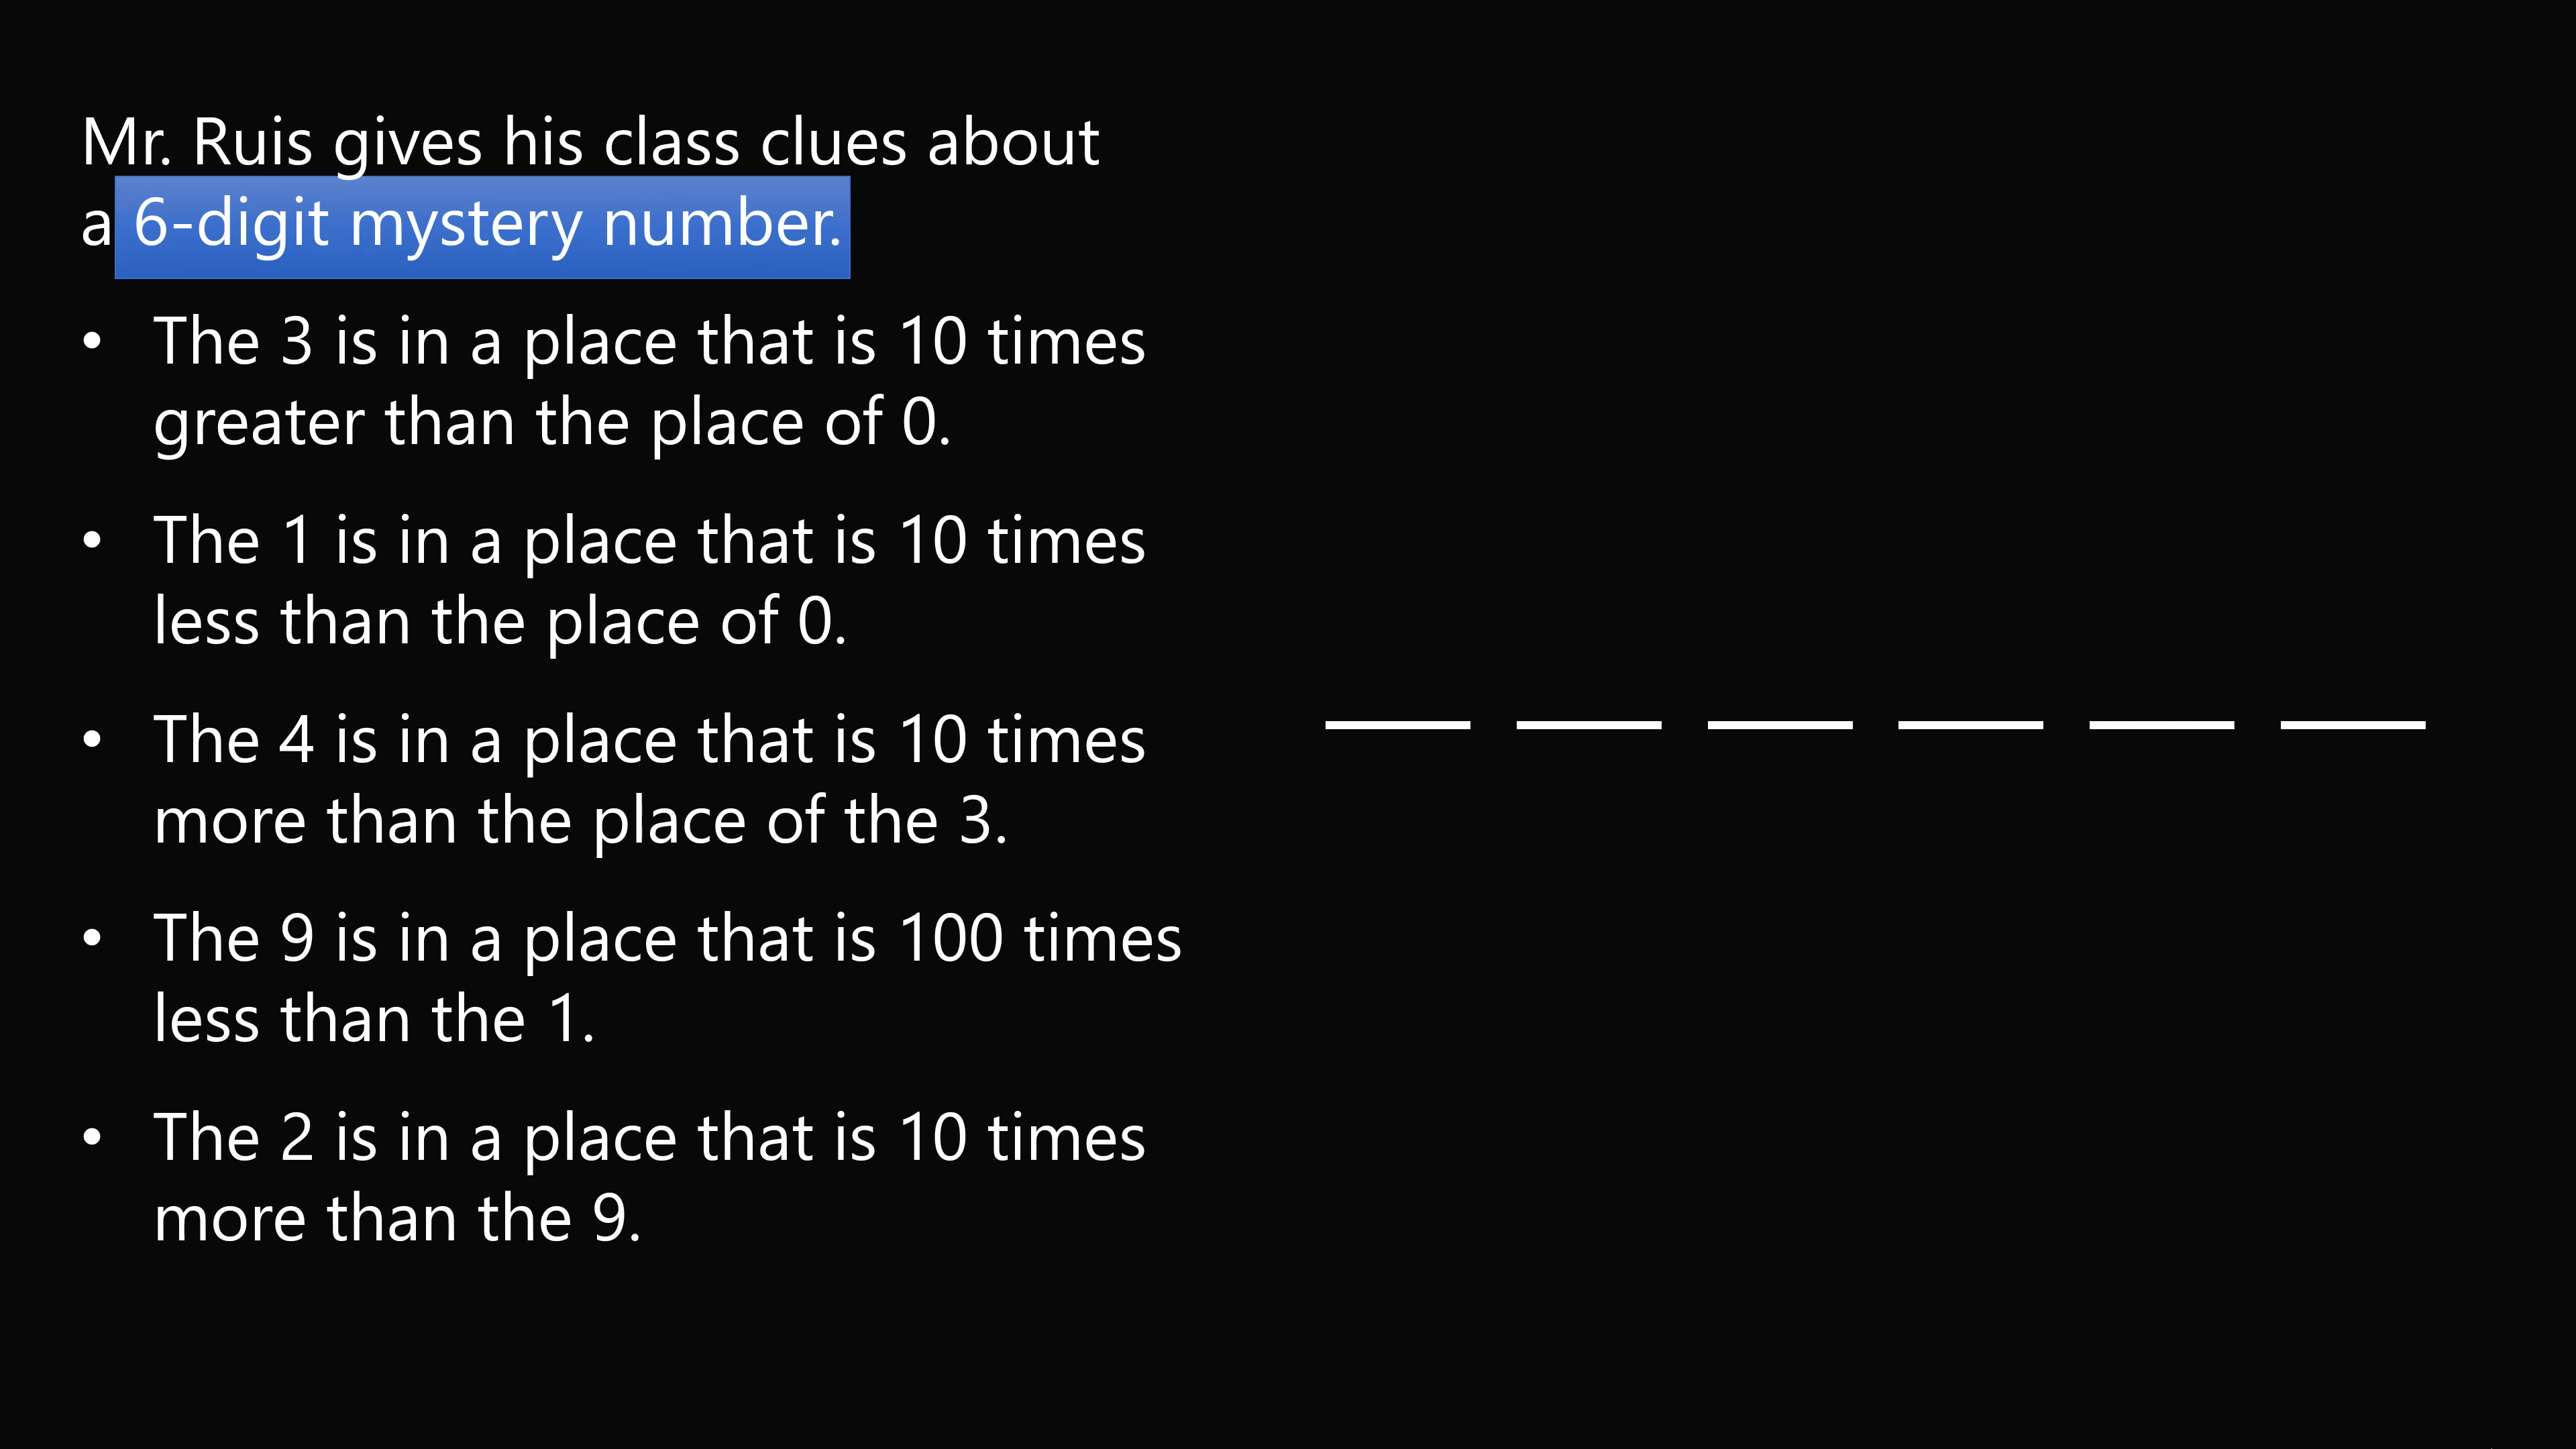 Mr. Ruis gives his class clues about
a 6-digit mystery number.
• The 3 is in a place that is 10 times
greater than the place of 0.
• The 1 is in a place that is 10 times
less than the place of 0.
• The 4 is in a place that is 10 times
more than the place of the 3.
• The 9 is in a place that is 100 times
less than the 1.
• The 2 is in a place that is 10 times
more than the 9.